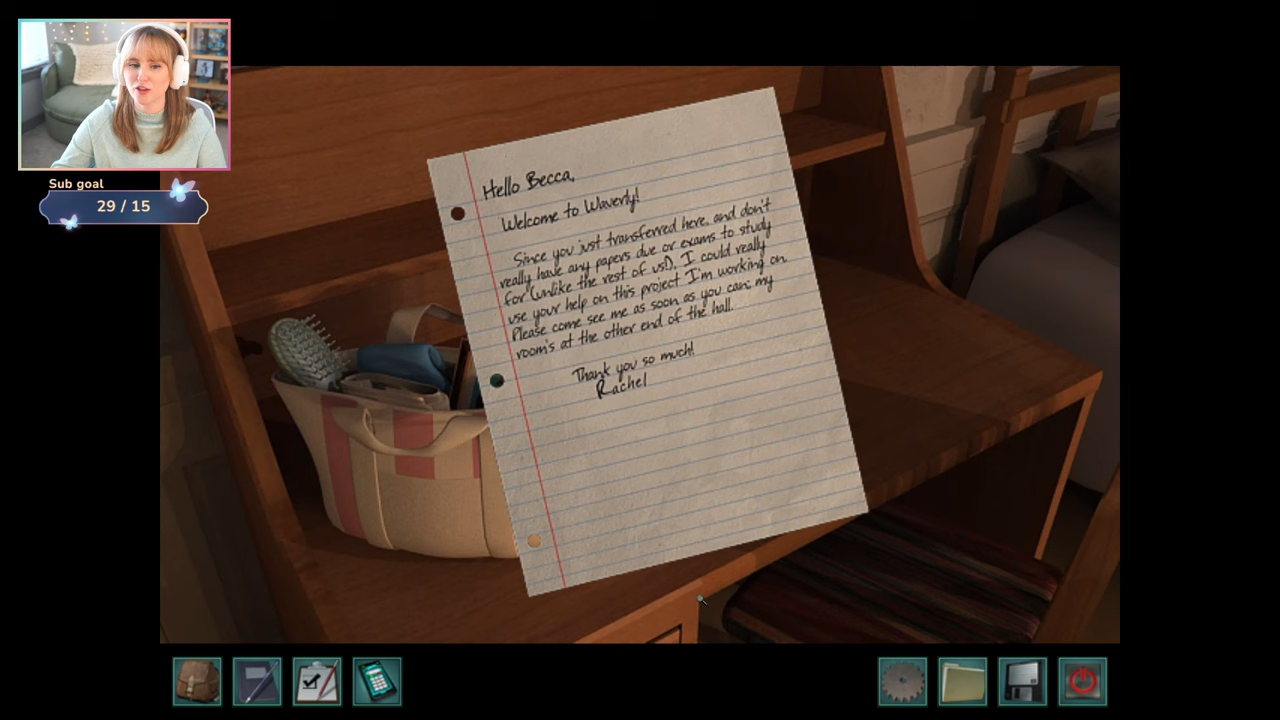 Sub goal
29 / 15
Hello Becca,
Welcome to Waverly!
Since you just transferred here, and don't
really have any papers due or exams to study
for (unlike the rest of us!), I could really
use your help on this project I'm working on.
Please come see me as soon as you can; my
room's at the other end of the hall.
Thank you so much!
Rachel